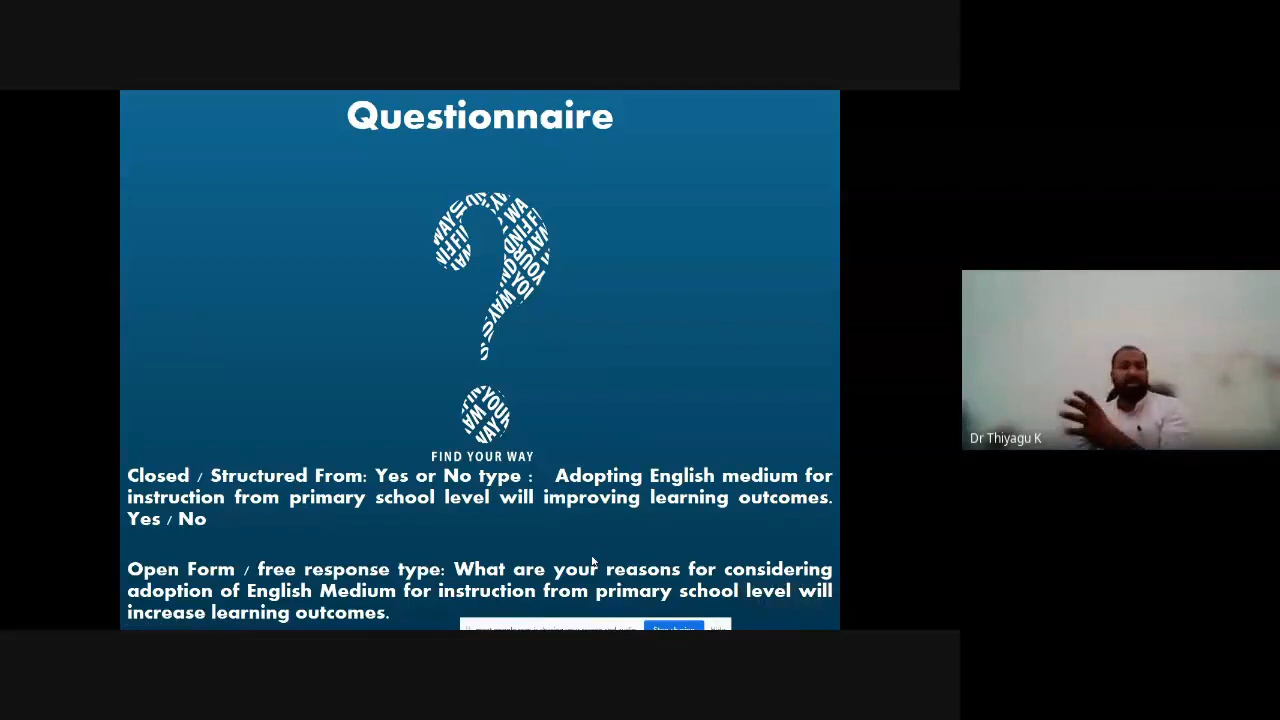 Questionnaire
FIND YOUR WAY
Closed / Structured From: Yes or No type : Adopting English medium for
instruction from primary school level will improving learning outcomes.
Yes / No
Open Form / free response type: What are your reasons for considering
adoption of English Medium for instruction from primary school level will
increase learning outcomes.
Dr Thiyagu K